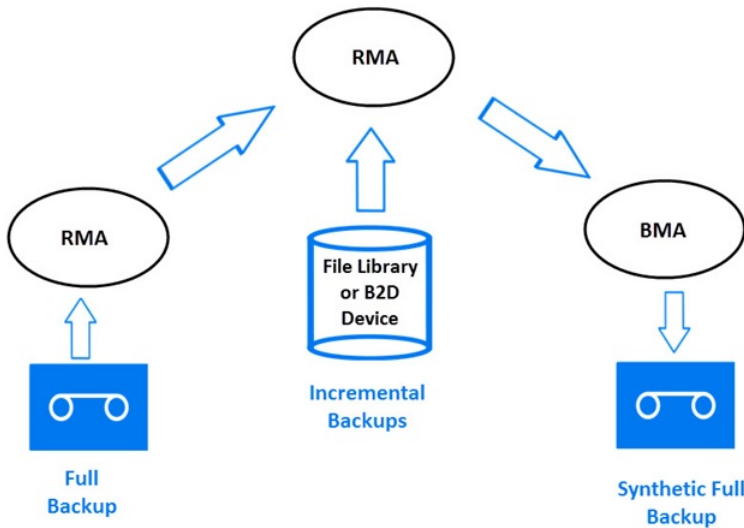 RMA
RMA
BMA
File Library
or B2D
Device
Incremental
Backups
Full
Backup
Synthetic Full
Backup